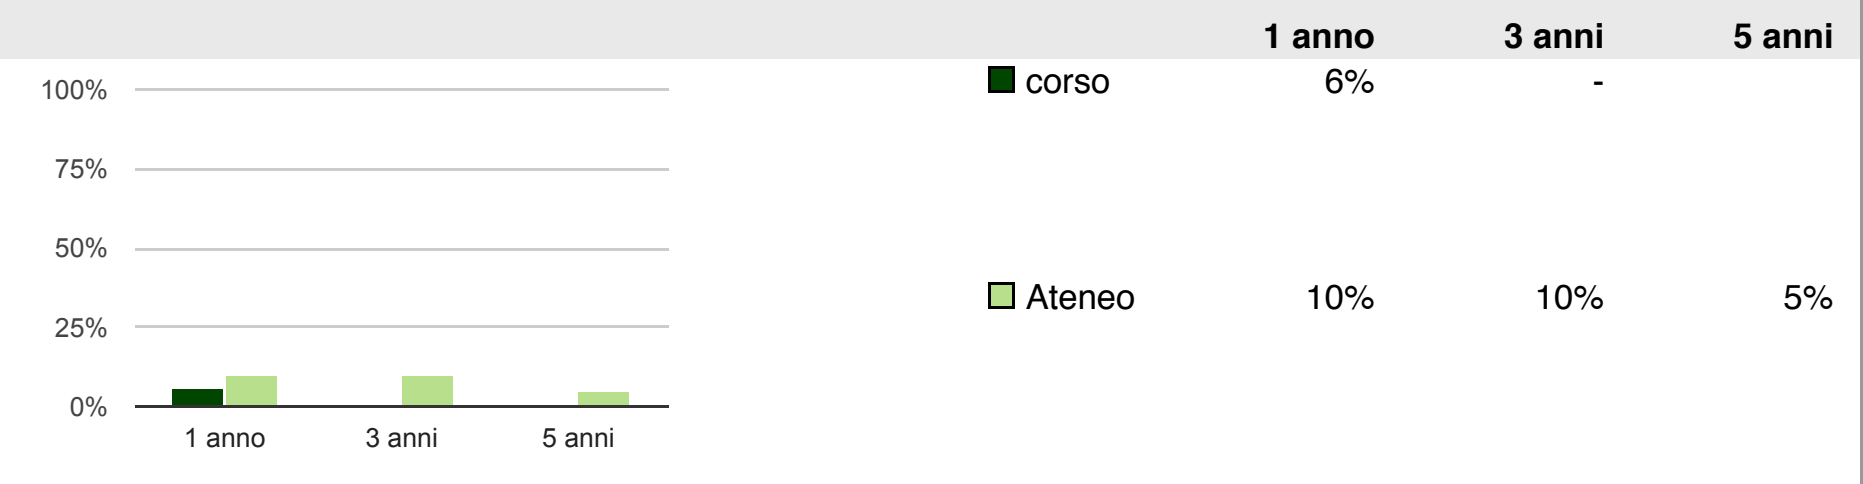 1 anno 3 anni 5 anni
100%
75%
50%
25%
0%
1 anno 3 anni 5 anni
corso 6% -
Ateneo 10% 10% 5%